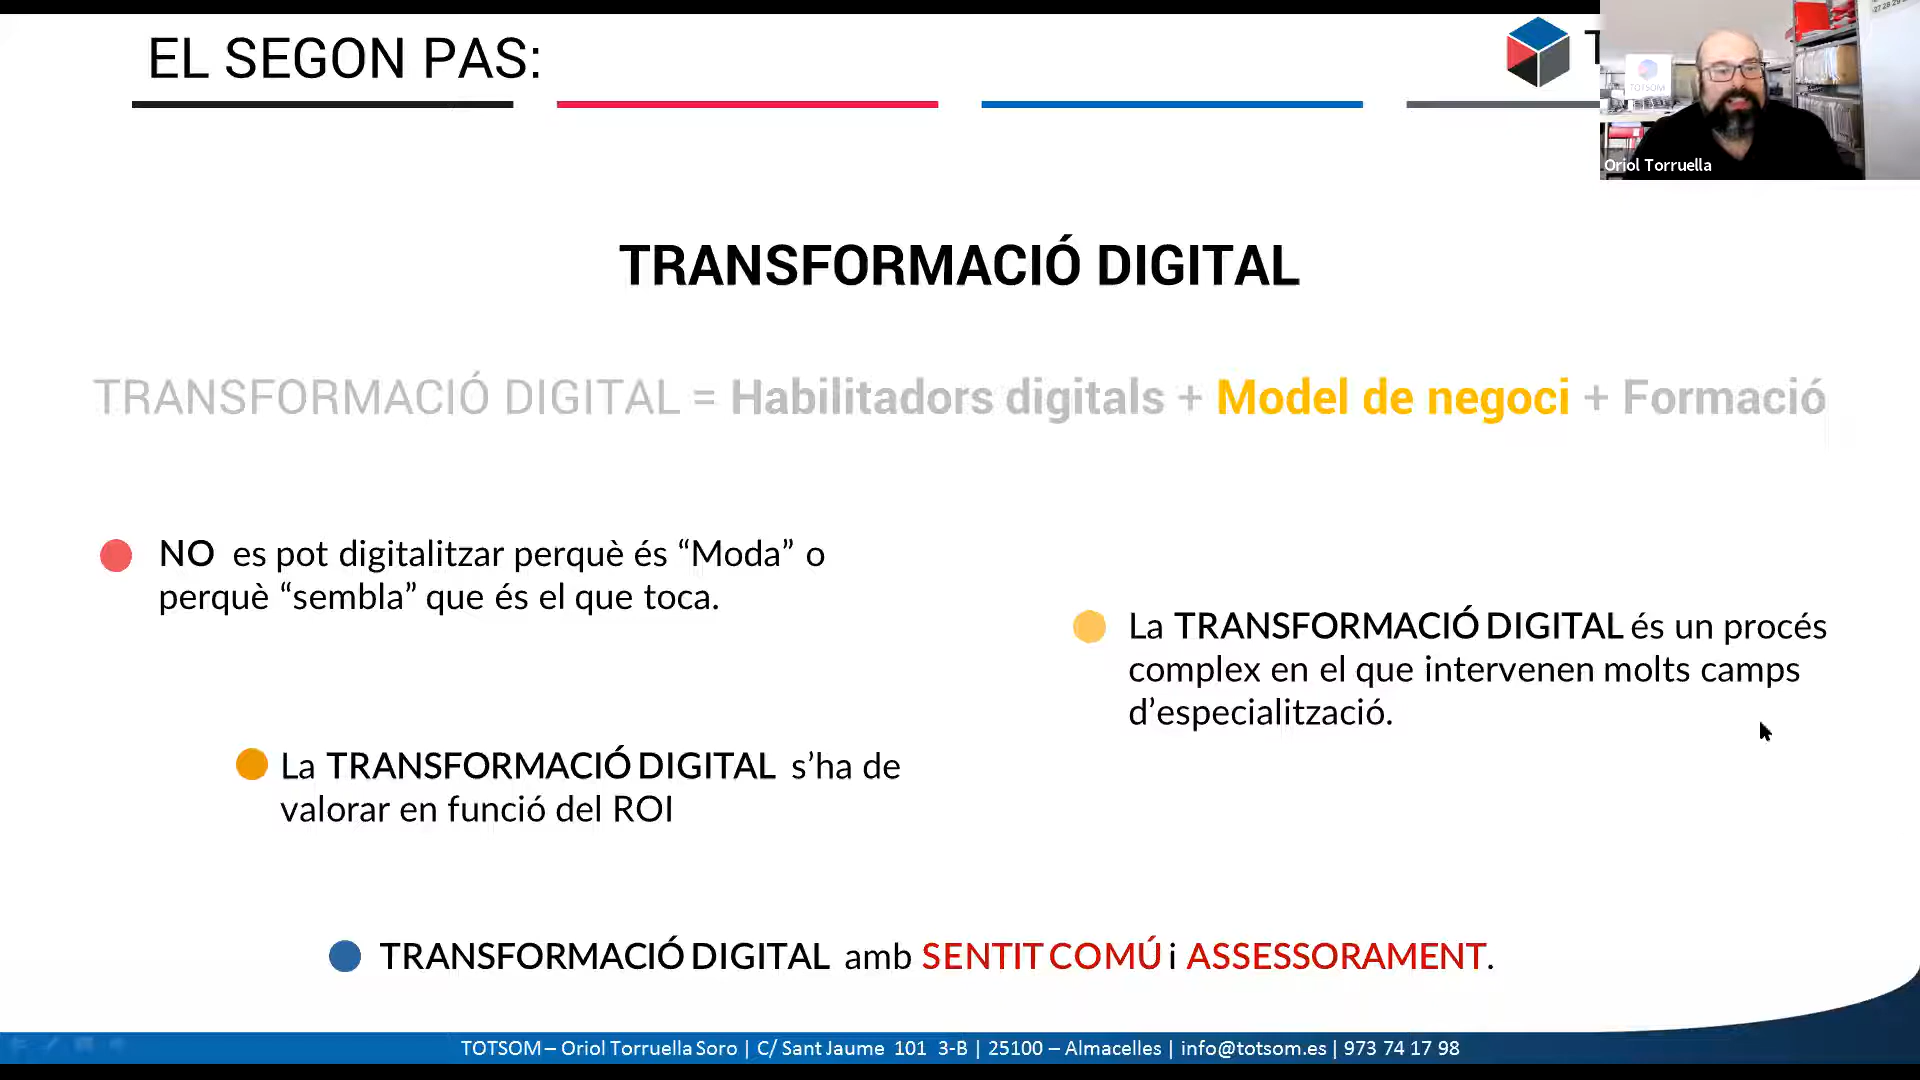 EL SEGON PAS:
TOTSOM
Oriol Torruella
TRANSFORMACIÓ DIGITAL
TRANSFORMACIÓ DIGITAL = Habilitadors digitals + Model de negoci + Formació
NO es pot digitalitzar perquè és “Moda” o
perquè “sembla” que és el que toca.
La TRANSFORMACIÓ DIGITAL és un procés
complex en el que intervenen molts camps
d’especialització.
La TRANSFORMACIÓ DIGITAL s’ha de
valorar en funció del ROI
TRANSFORMACIÓ DIGITAL amb SENTIT COMÚ i ASSESSORAMENT.
TOTSOM – Oriol Torruella Soro | C/ Sant Jaume 101 3-B | 25100 – Almacelles | info@totsom.es | 973 74 17 98